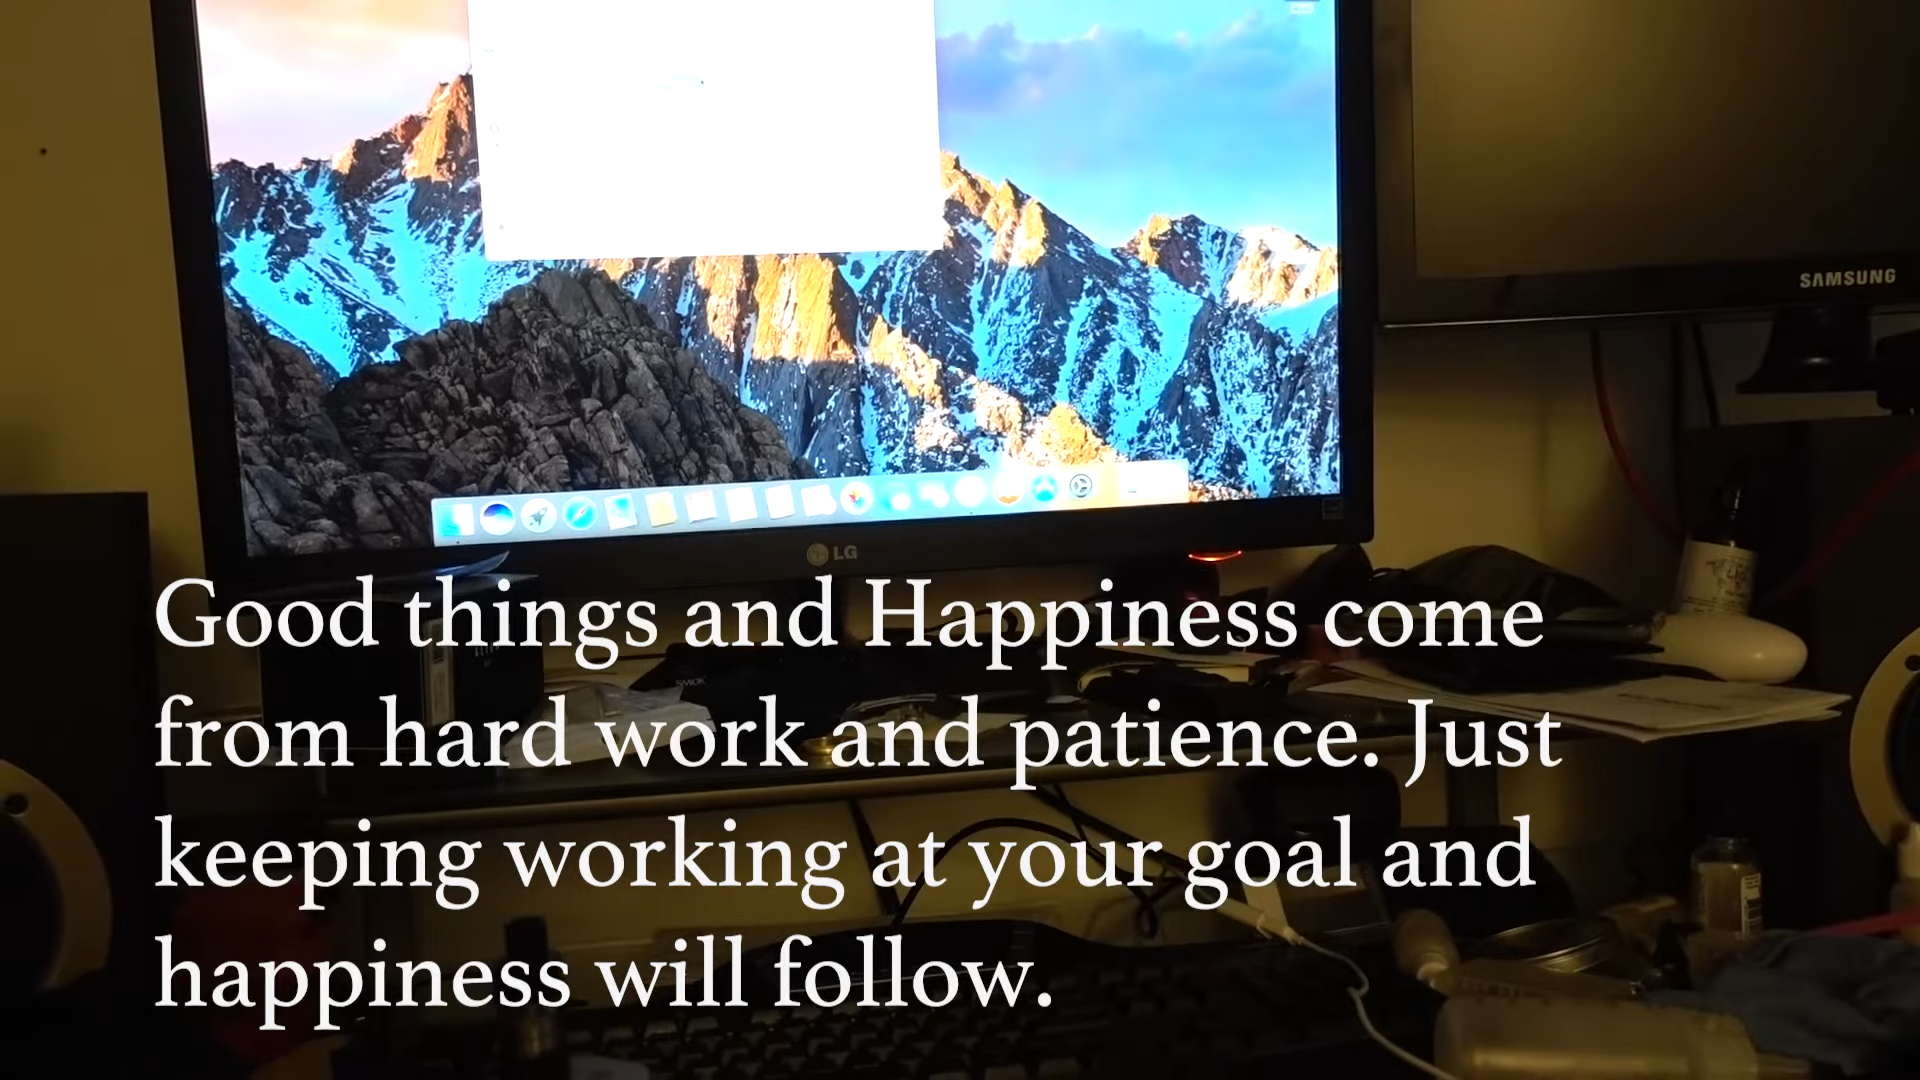 SAMSUNG
LG
Good things and Happiness come
SMOK
from hard work and patience. Just
keeping working at your goal and
happiness will follow.